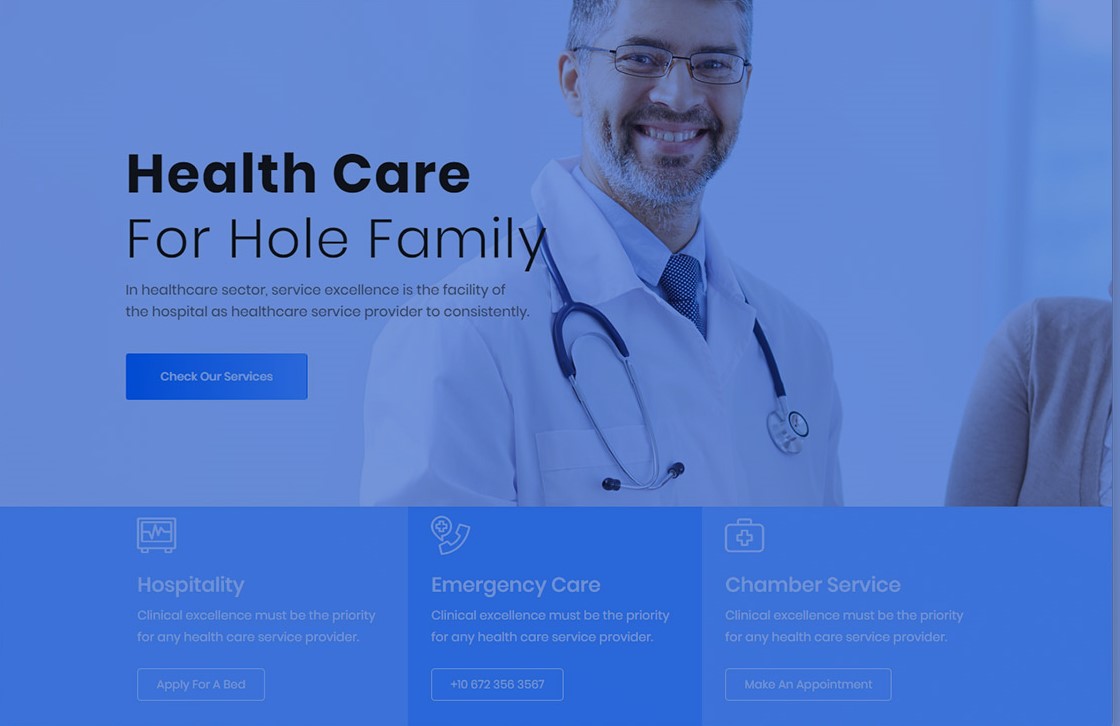 Health Care
For Hole Family
In healthcare sector, service excellence is the facility of
the hospital as healthcare service provider to consistently.
Check Our Services
Hospitality
Clinical excellence must be the priority
for any health care service provider.
Apply For A Bed
Emergency Care
Clinical excellence must be the priority
for any health care service provider.
+10 672 356 3567
Chamber Service
Clinical excellence must be the priority
for any health care service provider.
Make An Appointment